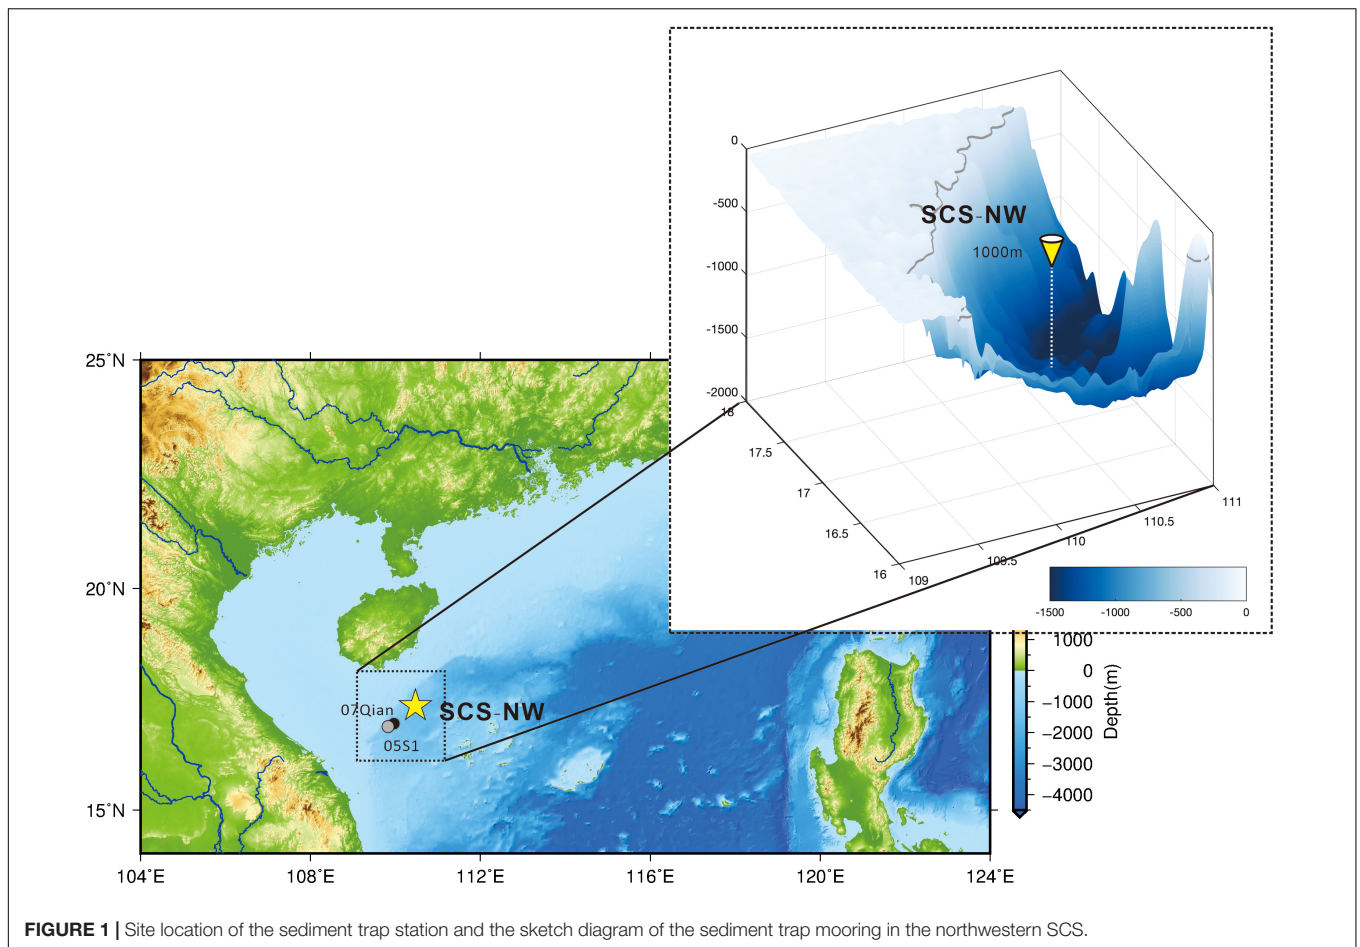 0
-500
-1000
-1500
-2000
SCS-NW
1000m
18
17.5
17
16.5
16
109
109.5
110
110.5
111
-1500
-1000
-500
0
25°N
20°N
15°N
104°E
108°E
112°E
116°E
120°E
124°E
07Qian
SCS-NW
05S1
1000
0
−1000
−2000
−3000
−4000
Depth(m)
FIGURE 1 | Site location of the sediment trap station and the sketch diagram of the sediment trap mooring in the northwestern SCS.